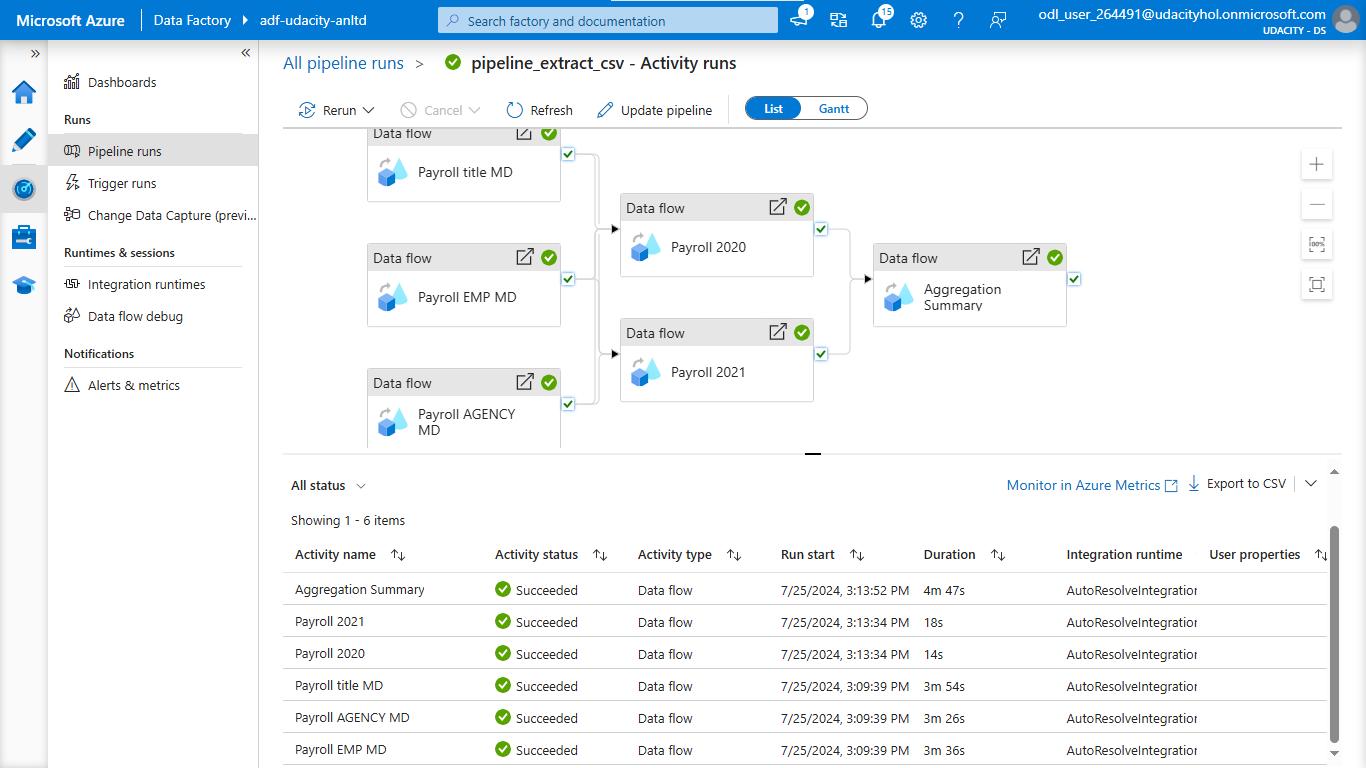 Microsoft Azure Data Factory adf-udacity-anltd Search factory and documentation 1 15 odl_user_264491@udacityhol.onmicrosoft.com
UDACITY - DS
» «
All pipeline runs > pipeline_extract_csv - Activity runs
Rerun Cancel Refresh Update pipeline List Gantt
Dashboards
Runs
Pipeline runs
Trigger runs
Change Data Capture (previ...
Runtimes & sessions
Integration runtimes
Data flow debug
Notifications
Alerts & metrics
Data flow
Payroll title MD
Data flow
Payroll EMP MD
Data flow
Payroll AGENCY
MD
Data flow
Payroll 2020
Data flow
Payroll 2021
Data flow
Aggregation
Summary
100%
All status Monitor in Azure Metrics Export to CSV
Showing 1 - 6 items
Activity name Activity status Activity type Run start Duration Integration runtime User properties
Aggregation Summary Succeeded Data flow 7/25/2024, 3:13:52 PM 4m 47s AutoResolveIntegration
Payroll 2021 Succeeded Data flow 7/25/2024, 3:13:34 PM 18s AutoResolveIntegration
Payroll 2020 Succeeded Data flow 7/25/2024, 3:13:34 PM 14s AutoResolveIntegration
Payroll title MD Succeeded Data flow 7/25/2024, 3:09:39 PM 3m 54s AutoResolveIntegration
Payroll AGENCY MD Succeeded Data flow 7/25/2024, 3:09:39 PM 3m 26s AutoResolveIntegration
Payroll EMP MD Succeeded Data flow 7/25/2024, 3:09:39 PM 3m 36s AutoResolveIntegration